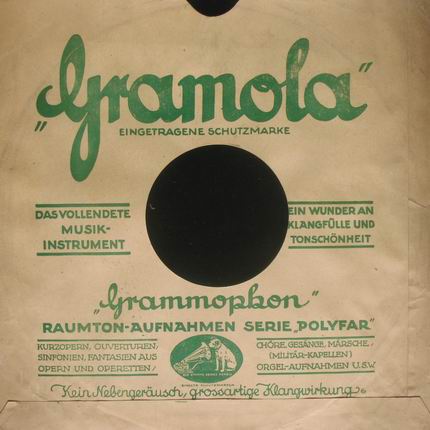 „Gramola“
EINGETRAGENE SCHUTZMARKE
DAS VOLLENDETE
MUSIK-
INSTRUMENT
EIN WUNDER AN
KLANGFÜLLE UND
TONSCHÖNHEIT
„Grammophon“
RAUMTON-AUFNAHMEN SERIE „POLYFAR“
KURZOPERN, OUVERTUREN,
SINFONIEN, FANTASIEN AUS
OPERN UND OPERETTEN,
CHÖRE, GESÄNGE, MÄRSCHE,
(MILITÄR-KAPELLEN)
ORGEL-AUFNAHMEN U.S.W.
Kein Nebengeräusch, grossartige Klangwirkung